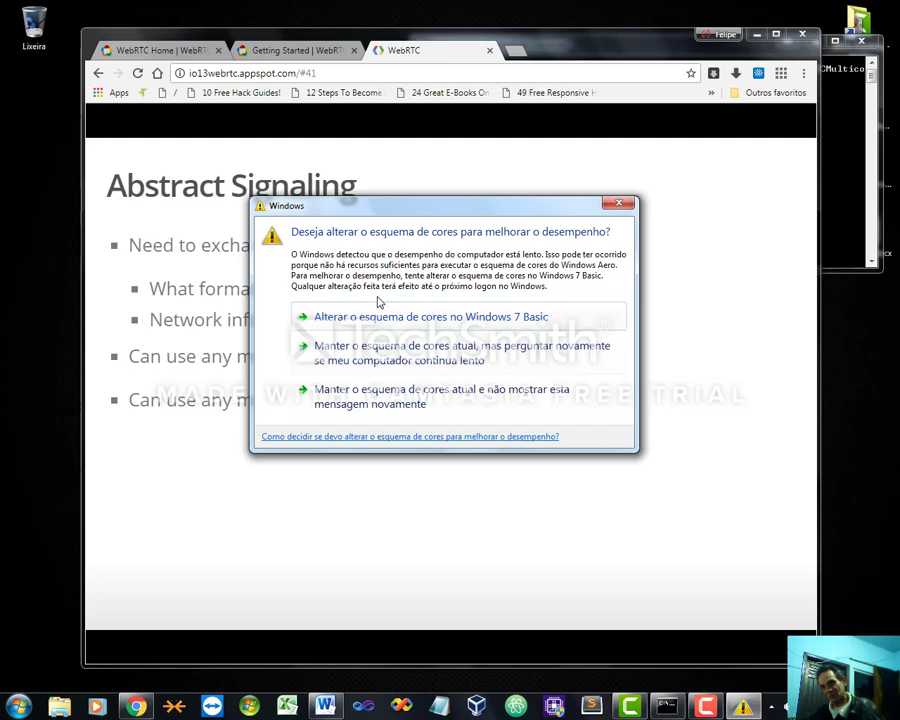 Lixeira
Felipe
WebRTC Home | WebRT
Getting Started | WebRT
WebRTC
io13webrtc.appspot.com/#41
Apps
/
10 Free Hack Guides!
12 Steps To Become
24 Great E-Books On
49 Free Responsive H
»
Outros favoritos
CMultico
Abstract Signaling
Need to excha
What forma
Network inf
Can use any m
Can use any m
Windows
Deseja alterar o esquema de cores para melhorar o desempenho?
O Windows detectou que o desempenho do computador está lento. Isso pode ter ocorrido
porque não há recursos suficientes para executar o esquema de cores do Windows Aero.
Para melhorar o desempenho, tente alterar o esquema de cores no Windows 7 Basic.
Qualquer alteração feita terá efeito até o próximo logon no Windows.
Alterar o esquema de cores no Windows 7 Basic
Manter o esquema de cores atual, mas perguntar novamente
se meu computador continua lento
Manter o esquema de cores atual e não mostrar esta
mensagem novamente
Como decidir se devo alterar o esquema de cores para melhorar o desempenho?
TechSmith
MADE WITH CAMTASIA FREE TRIAL